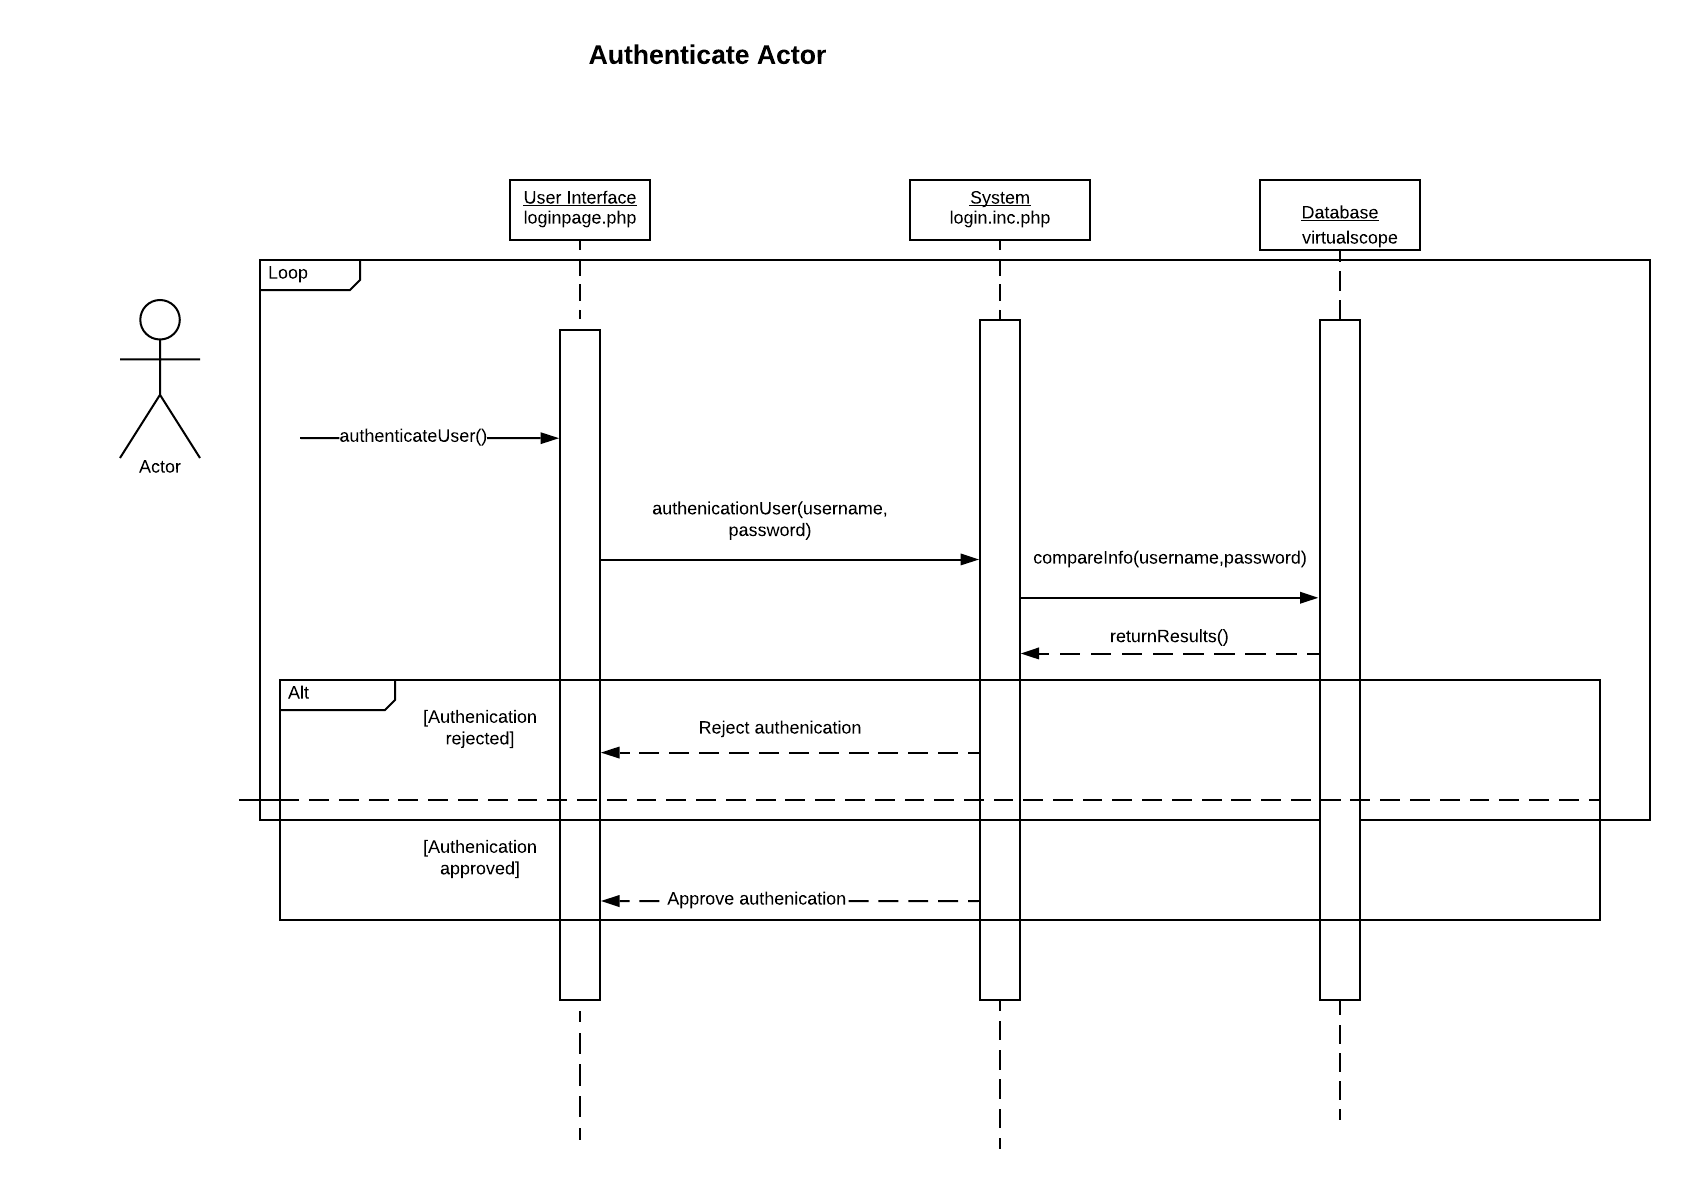 Authenticate Actor
User Interface
loginpage.php
System
login.inc.php
Database
virtualscope
Loop
Actor
authenticateUser()
authenicationUser(username,
password)
compareInfo(username,password)
returnResults()
Alt
[Authenication
rejected]
Reject authenication
[Authenication
approved]
Approve authenication